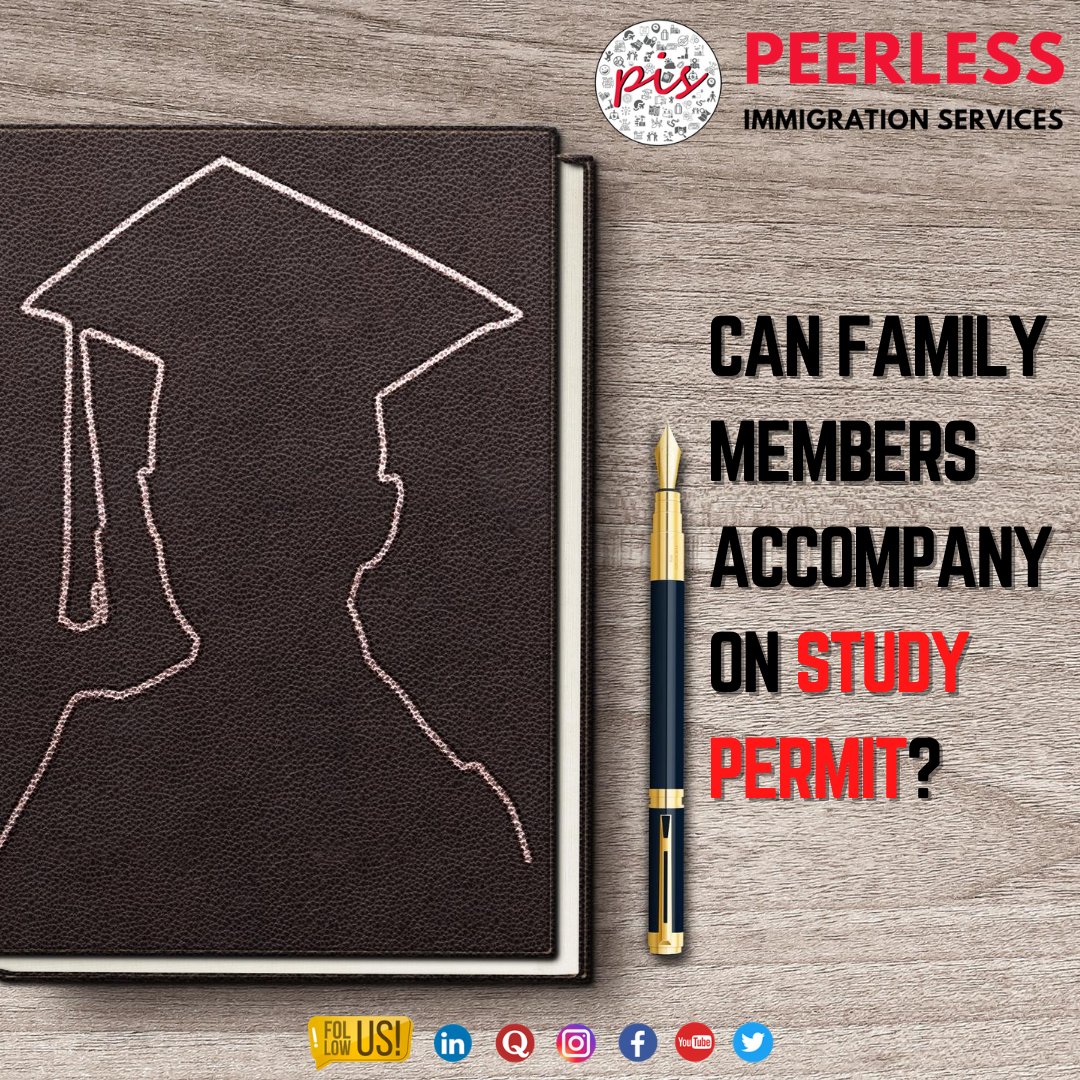 pis
PEERLESS
IMMIGRATION SERVICES
CAN FAMILY
MEMBERS
ACCOMPANY
ON STUDY
PERMIT?
FOL
LOW US!
in
Q
f
YouTube